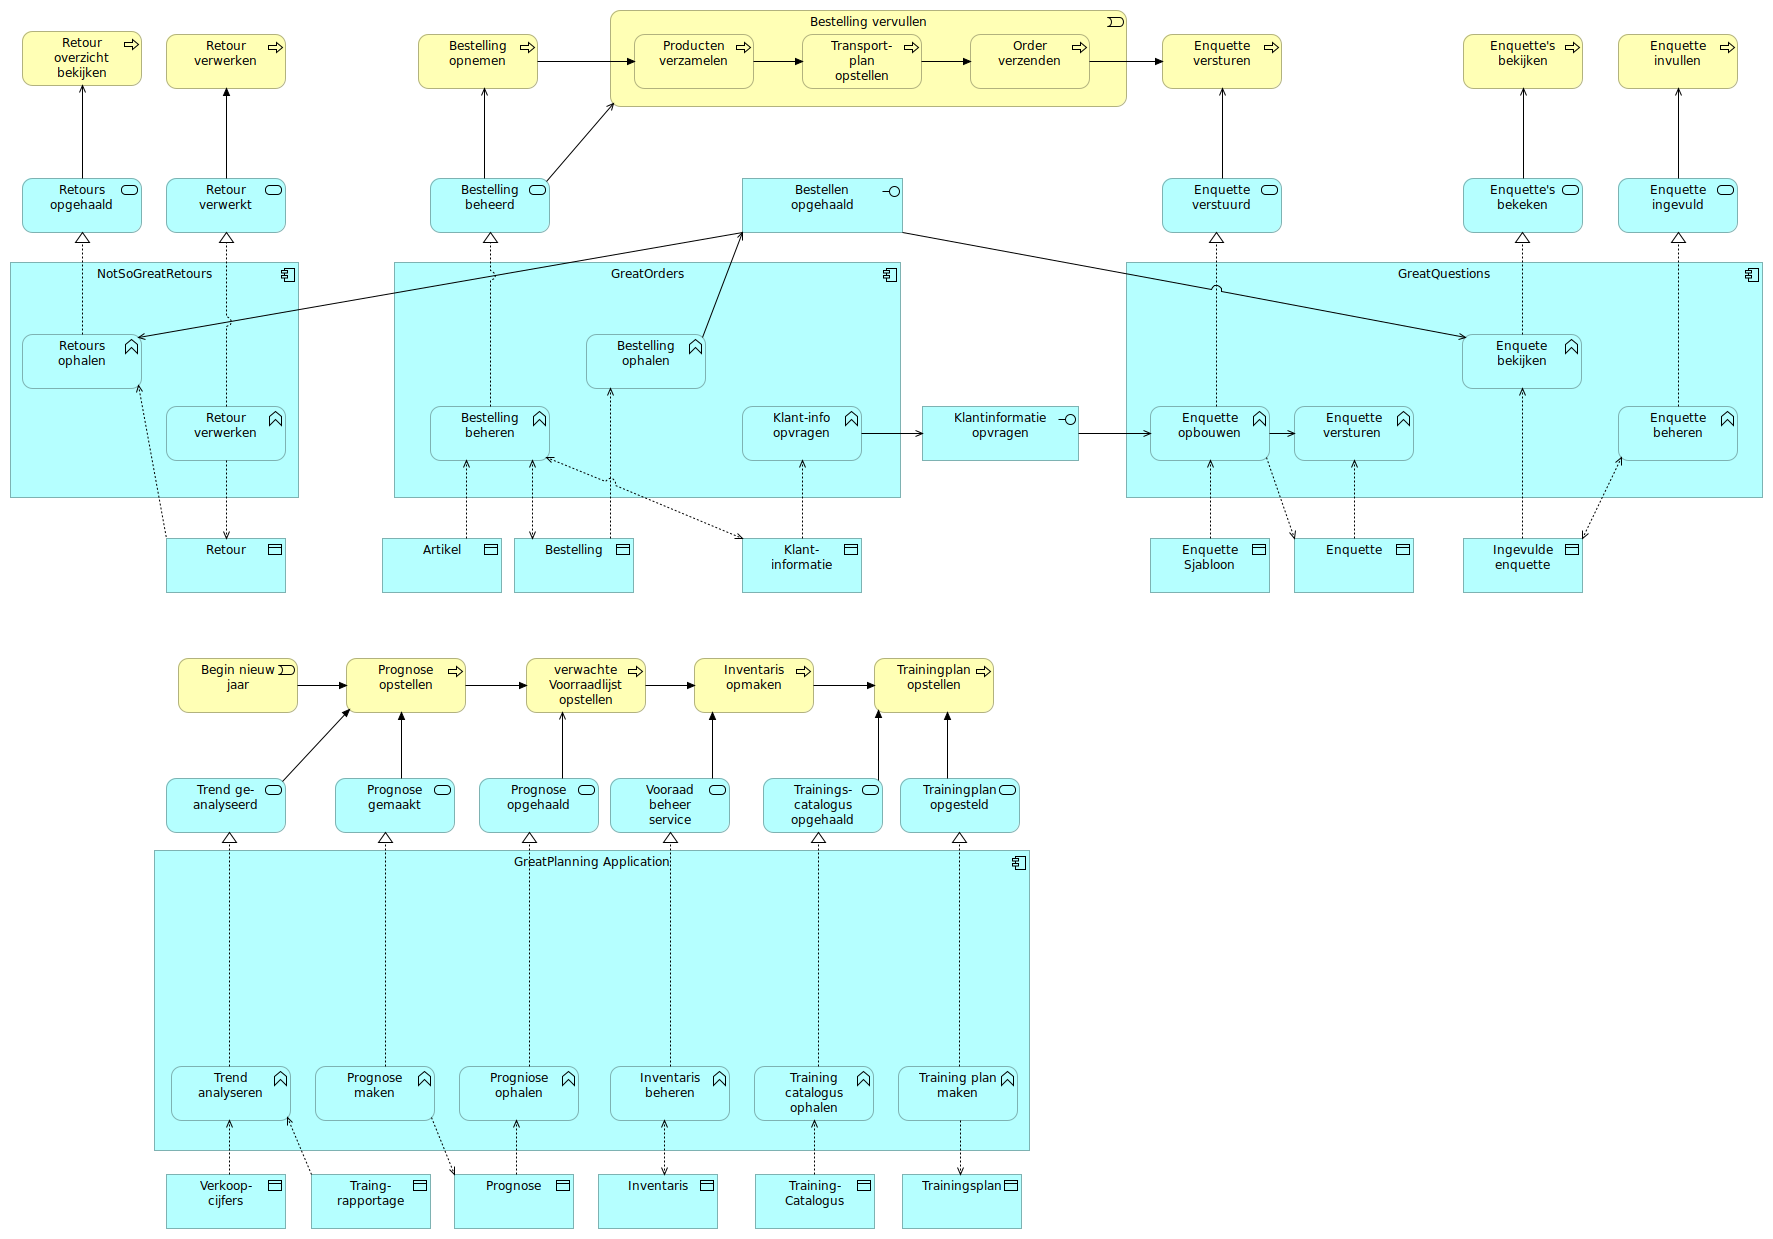 Bestelling vervullen
Retour
overzicht
bekijken
Retour
verwerken
Bestelling
opnemen
Producten
verzamelen
Transport-
plan
opstellen
Order
verzenden
Enquette
versturen
Enquette's
bekijken
Enquette
invullen
Retours
opgehaald
Retour
verwerkt
Bestelling
beheerd
Bestellen
opgehaald
Enquette
verstuurd
Enquette's
bekeken
Enquette
ingevuld
NotSoGreatRetours
GreatOrders
GreatQuestions
Retours
ophalen
Bestelling
ophalen
Enquete
bekijken
Retour
verwerken
Bestelling
beheren
Klant-info
opvragen
Klantinformatie
opvragen
Enquette
opbouwen
Enquette
versturen
Enquette
beheren
Retour
Artikel
Bestelling
Klant-
informatie
Enquette
Sjabloon
Enquette
Ingevulde
enquette
Begin nieuw
jaar
Prognose
opstellen
verwachte
Voorraadlijst
opstellen
Inventaris
opmaken
Trainingplan
opstellen
Trend ge-
analyseerd
Prognose
gemaakt
Prognose
opgehaald
Vooraad
beheer
service
Trainings-
catalogus
opgehaald
Trainingplan
opgesteld
GreatPlanning Application
Trend
analyseren
Prognose
maken
Progniose
ophalen
Inventaris
beheren
Training
catalogus
ophalen
Training plan
maken
Verkoop-
cijfers
Traing-
rapportage
Prognose
Inventaris
Training-
Catalogus
Trainingsplan